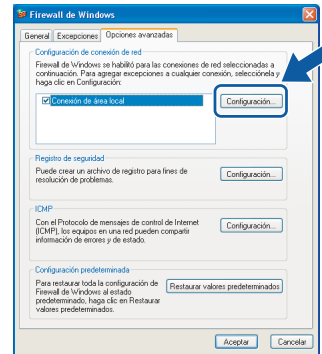 Firewall de Windows
General Excepciones Opciones avanzadas
Configuración de conexión de red
Firewall de Windows se habilitó para las conexiones de red seleccionadas a
continuación. Para agregar excepciones a cualquier conexión, selecciónela y
haga clic en Configuración:
Conexión de área local
Configuración...
Registro de seguridad
Puede crear un archivo de registro para fines de
resolución de problemas.
Configuración...
ICMP
Con el Protocolo de mensajes de control de Internet
(ICMP), los equipos en una red pueden compartir
información de errores y de estado.
Configuración...
Configuración predeterminada
Para restaurar toda la configuración de
Firewall de Windows al estado
predeterminado, haga clic en Restaurar
valores predeterminados.
Restaurar valores predeterminados
Aceptar Cancelar